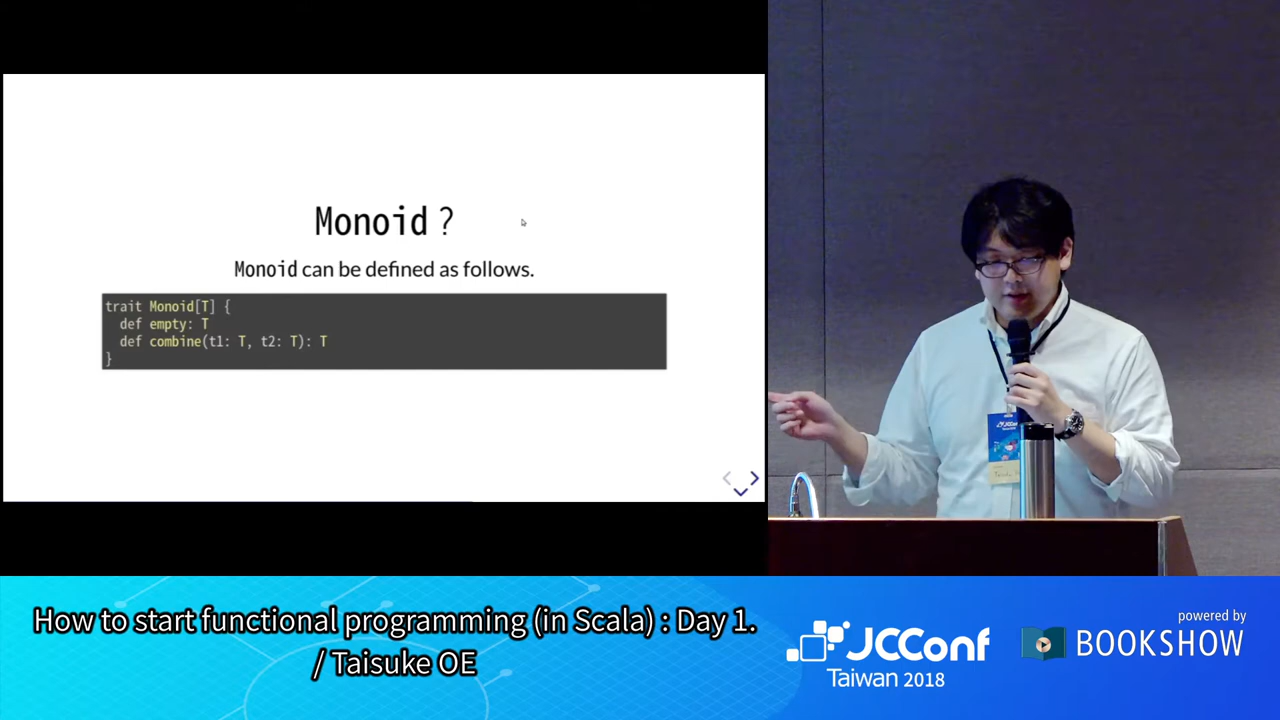 Monoid ?
Monoid can be defined as follows.
trait Monoid[T] {
def empty: T
def combine(t1: T, t2: T): T
}
JCConf
How to start functional programming (in Scala) : Day 1.
/ Taisuke OE
JCConf
Taiwan 2018
powered by
BOOKSHOW